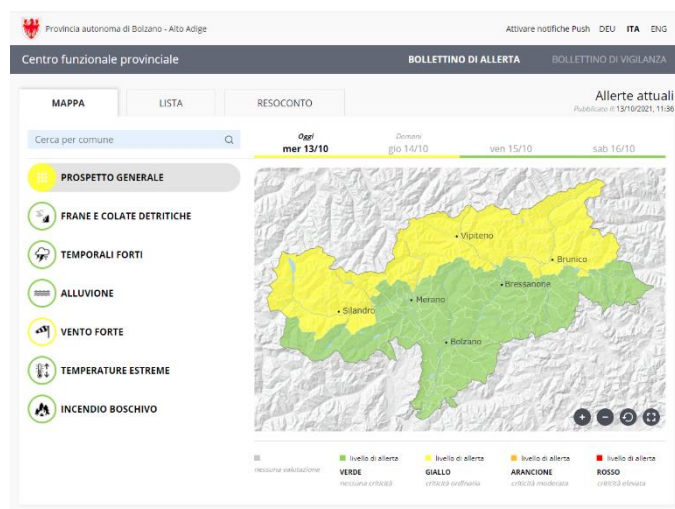 Provincia autonoma di Bolzano - Alto Adige
Attivare notifiche Push DEU ITA ENG
Centro funzionale provinciale
BOLLETTINO DI ALLERTA BOLLETTINO DI VIGILANZA
MAPPA LISTA RESOCONTO
Allerte attuali
Pubblicato il 13/10/2021, 11:36
Cerca per comune
Oggi
mer 13/10
Domani
gio 14/10
ven 15/10
sab 16/10
PROSPETTO GENERALE
FRANE E COLATE DETRITICHE
TEMPORALI FORTI
ALLUVIONE
VENTO FORTE
TEMPERATURE ESTREME
INCENDIO BOSCHIVO
Vipiteno
Brunico
Bressanone
Merano
Silandro
Bolzano
nessuna valutazione
livello di allerta
VERDE
nessuna criticità
livello di allerta
GIALLO
criticità ordinaria
livello di allerta
ARANCIONE
criticità moderata
livello di allerta
ROSSO
criticità elevata